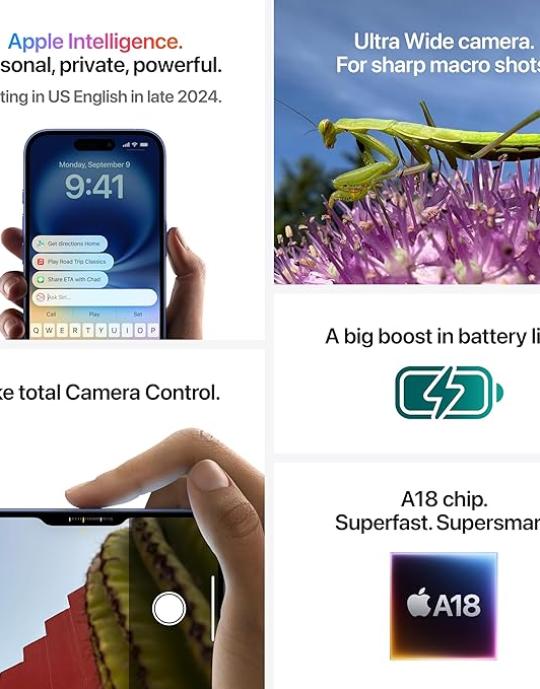 Apple Intelligence.
sonal, private, powerful.
ting in US English in late 2024.
Monday, September 9
9:41
Get directions Home
Play Road Trip Classics
Share ETA with Chad
Ask Siri...
Call Play Set
Q W E R T Y U I O P
Ultra Wide camera.
For sharp macro shots
A big boost in battery li
ke total Camera Control.
A18 chip.
Superfast. Supersmar
A18